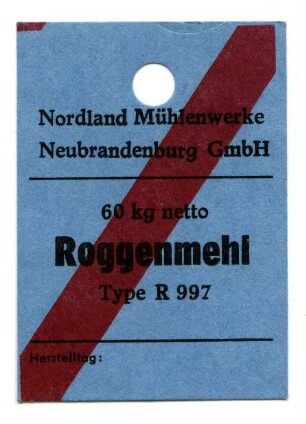 Nordland Mühlenwerke
Neubrandenburg GmbH
60 kg netto
Roggenmehl
Type R 997
Herstelltag: